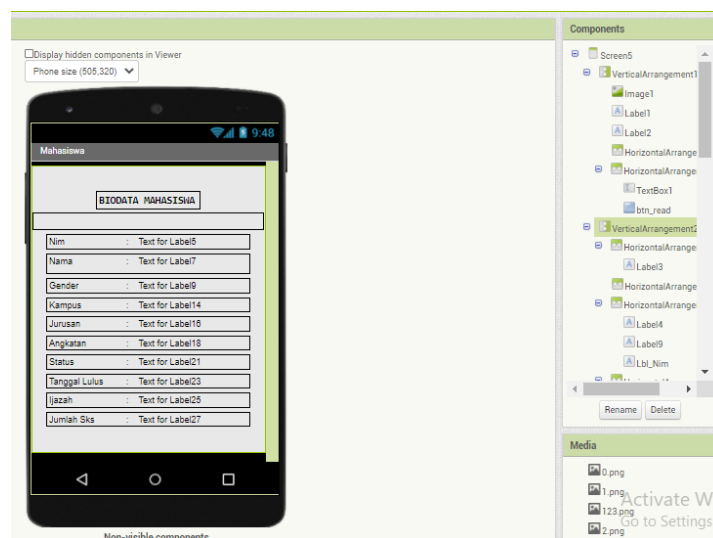 Display hidden components in Viewer
Phone size (505,320)
9:48
Mahasiswa
BIODATA MAHASISWA
Nim : Text for Label5
Nama : Text for Label7
Gender : Text for Label9
Kampus : Text for Label14
Jurusan : Text for Label16
Angkatan : Text for Label18
Status : Text for Label21
Tanggal Lulus : Text for Label23
Ijazah : Text for Label25
Jumlah Sks : Text for Label27
Non-visible components
Components
Screen5
VerticalArrangement1
Image1
Label1
Label2
HorizontalArrange
HorizontalArrange
TextBox1
btn_read
VerticalArrangement2
HorizontalArrange
Label3
HorizontalArrange
HorizontalArrange
Label4
Label9
Lbl_Nim
Rename Delete
Media
0.png
1.png
123.png
2.png
Activate W
Go to Settings